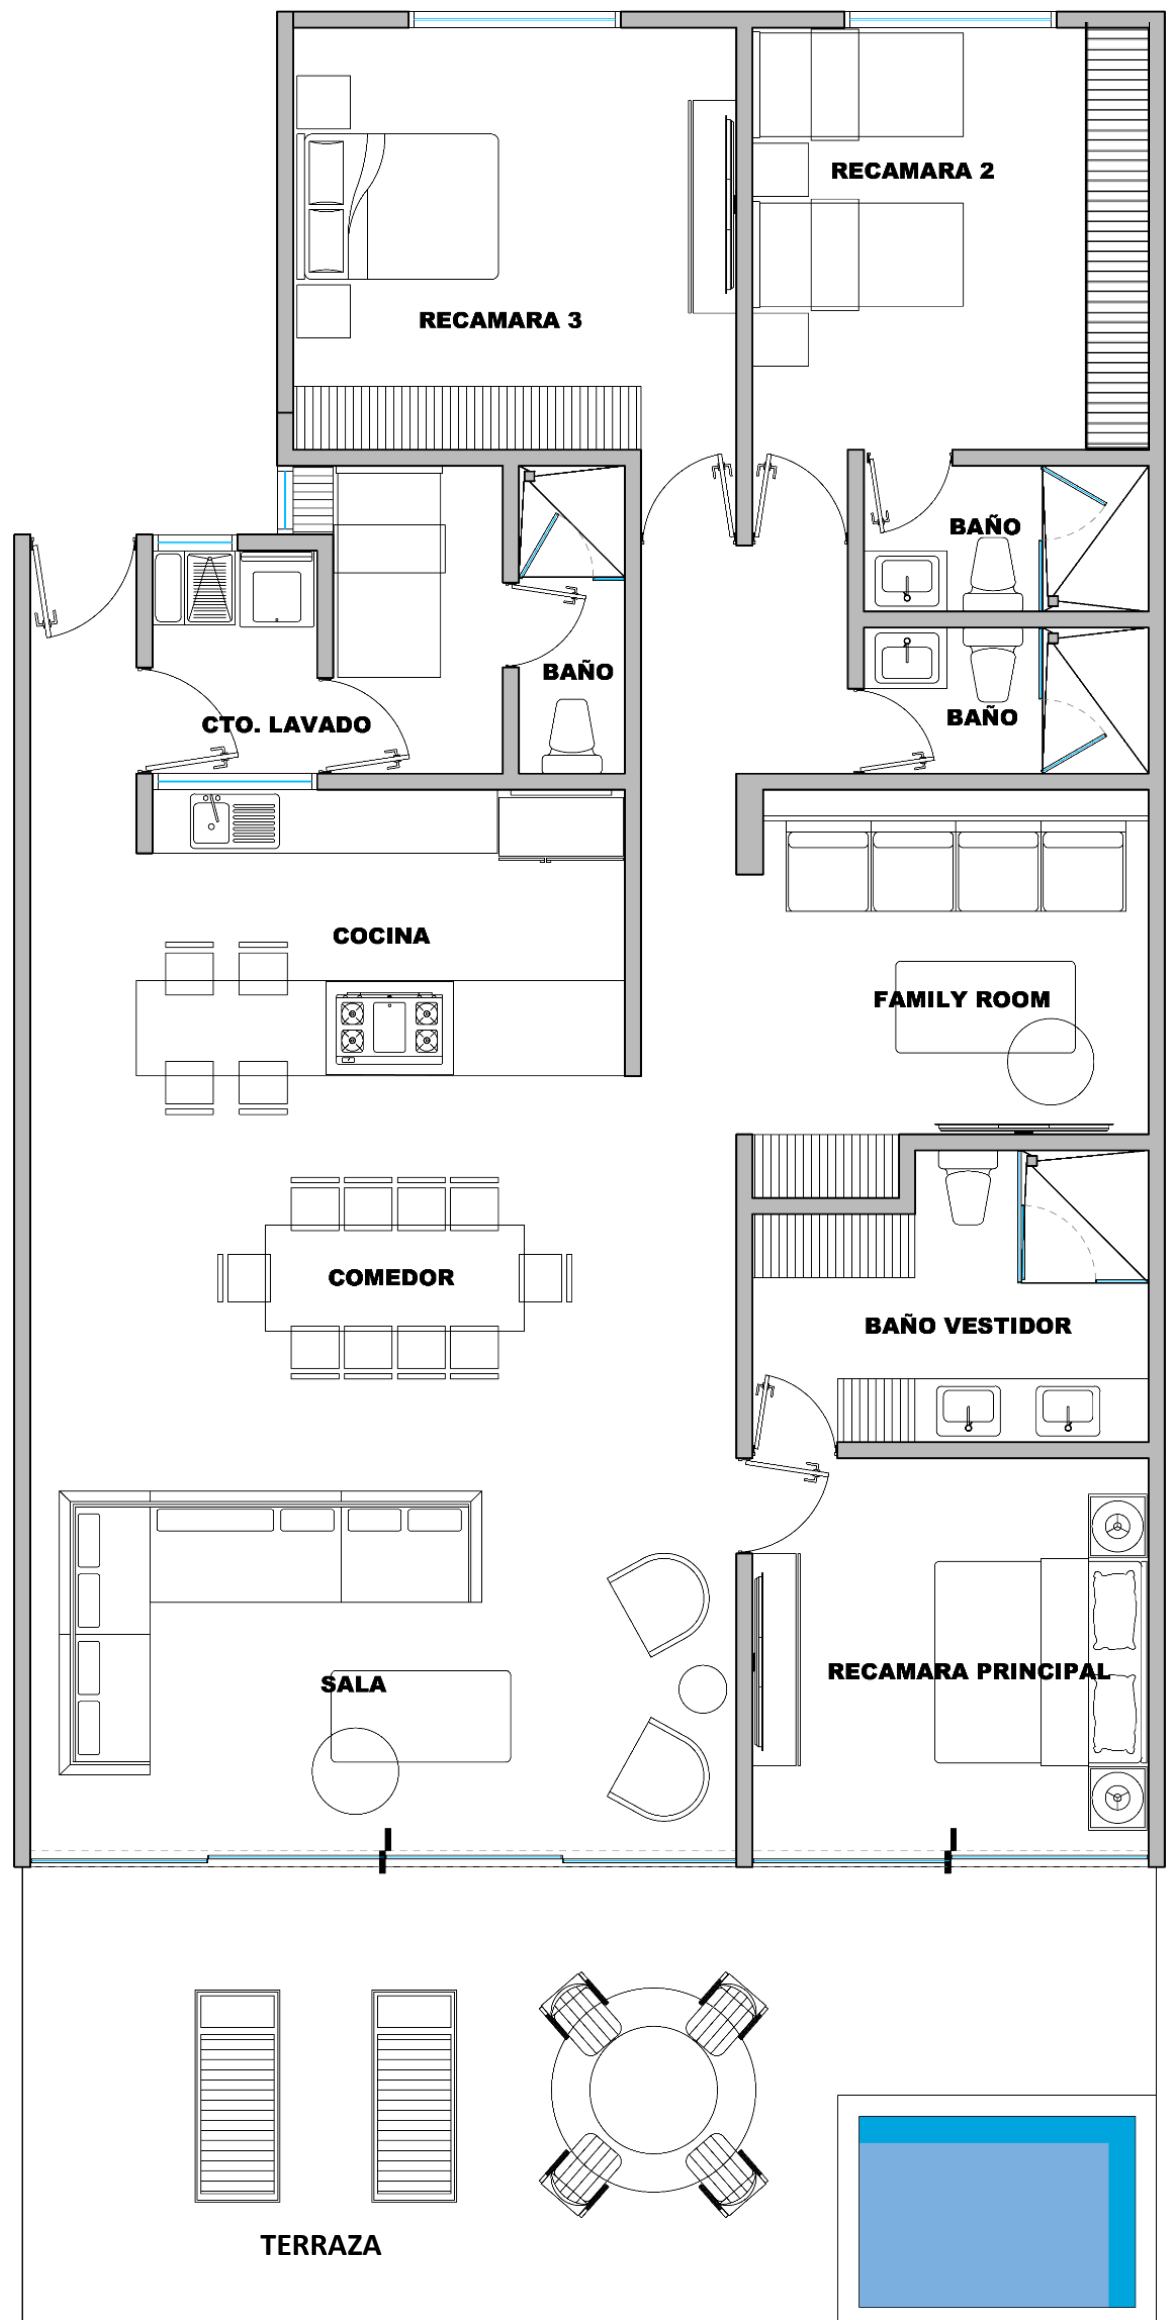 RECAMARA 2
RECAMARA 3
BAÑO
BAÑO
CTO. LAVADO
BAÑO
COCINA
FAMILY ROOM
COMEDOR
BAÑO VESTIDOR
SALA
RECAMARA PRINCIPAL
TERRAZA